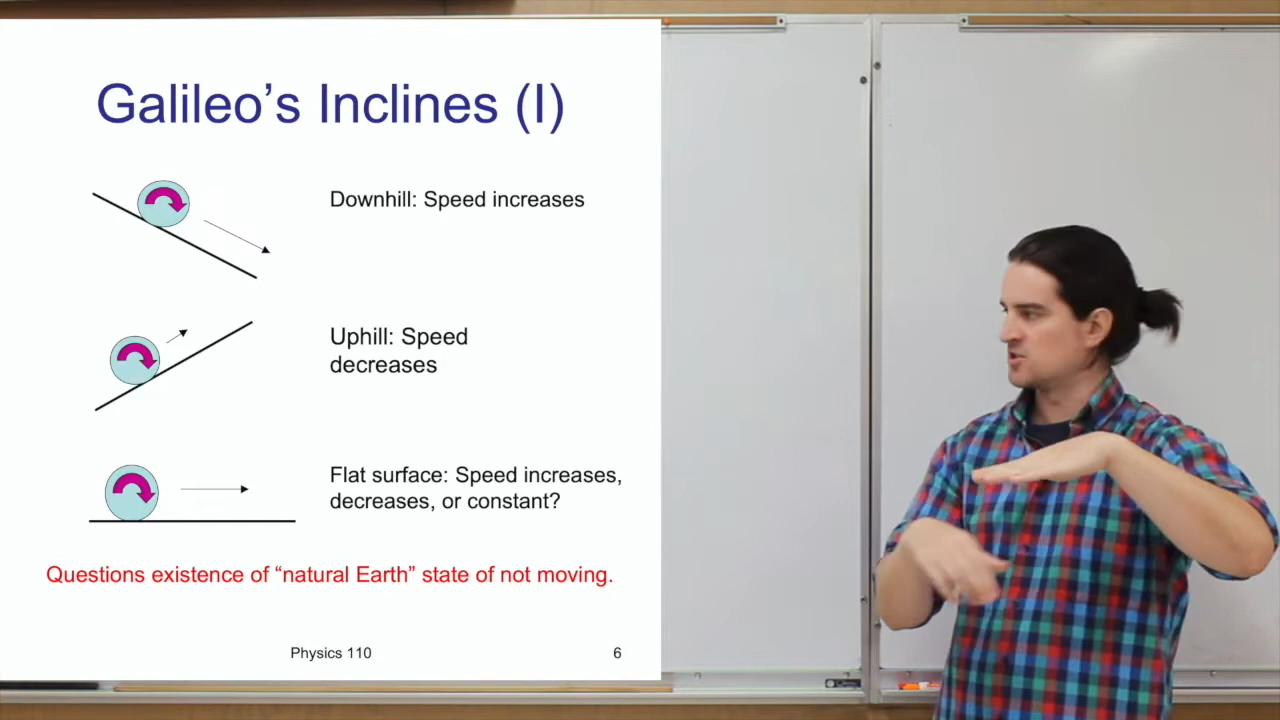 Galileo’s Inclines (I)
Downhill: Speed increases
Uphill: Speed
decreases
Flat surface: Speed increases,
decreases, or constant?
Questions existence of “natural Earth” state of not moving.
Physics 110
6